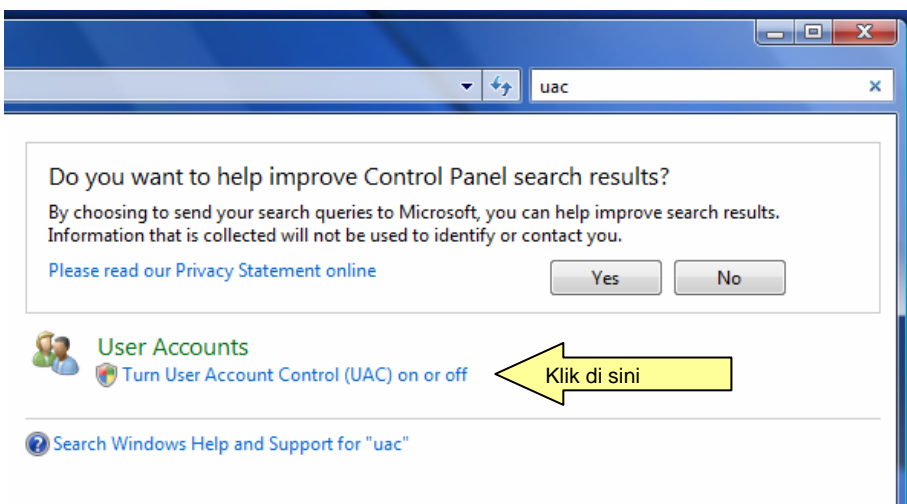 uac
Do you want to help improve Control Panel search results?
By choosing to send your search queries to Microsoft, you can help improve search results.
Information that is collected will not be used to identify or contact you.
Please read our Privacy Statement online
Yes
No
User Accounts
Turn User Account Control (UAC) on or off
Klik di sini
Search Windows Help and Support for "uac"